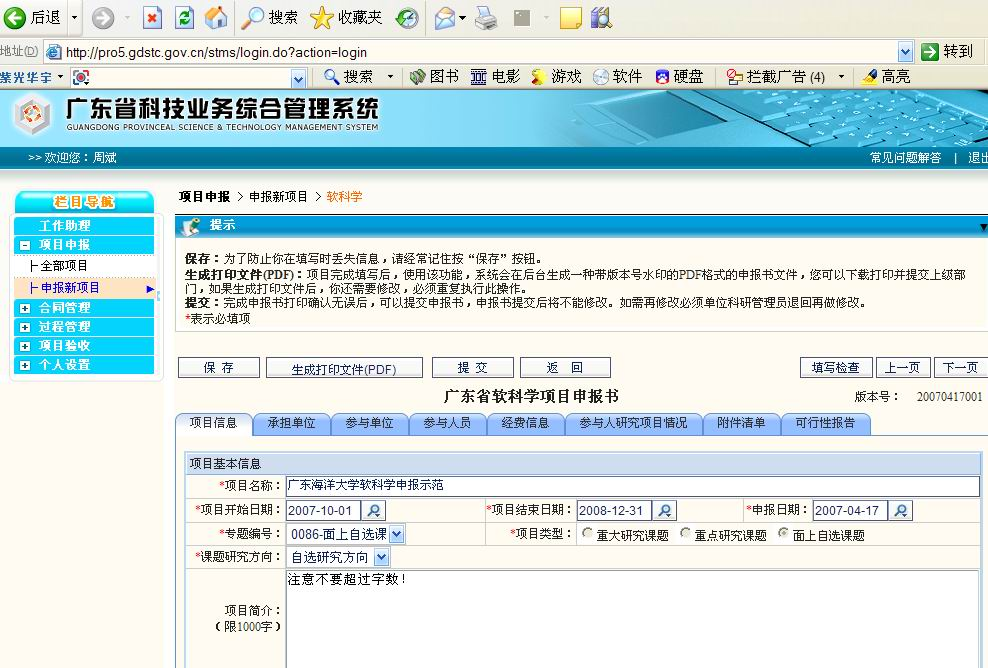 后退 搜索 收藏夹
地址(D) http://pro5.gdstc.gov.cn/stms/login.do?action=login 转到
紫光华宇 搜索 图书 电影 游戏 软件 硬盘 拦截广告 (4) 高亮
广东省科技业务综合管理系统
GUANGDONG PROVINCEAL SCIENCE & TECHNOLOGY MANAGEMENT SYSTEM
>> 欢迎您：周斌 常见问题解答 | 退出
栏目导航
工作助理
项目申报
├全部项目
├申报新项目
合同管理
过程管理
项目验收
个人设置
项目申报 > 申报新项目 > 软科学
提示
保存：为了防止你在填写时丢失信息，请经常记住按“保存”按钮。
生成打印文件(PDF)：项目完成填写后，使用该功能，系统会在后台生成一种带版本号水印的PDF格式的申报书文件，您可以下载打印并提交上级部
门，如果生成打印文件后，你还需要修改，必须重复执行此操作。
提交：完成申报书打印确认无误后，可以提交申报书，申报书提交后将不能修改。如需再修改必须单位科研管理员退回再做修改。
*表示必填项
保 存 生成打印文件(PDF) 提 交 返 回 填写检查 上一页 下一页
广东省软科学项目申报书 版本号： 20070417001
项目信息 承担单位 参与单位 参与人员 经费信息 参与人研究项目情况 附件清单 可行性报告
项目基本信息
*项目名称： 广东海洋大学软科学申报示范
*项目开始日期： 2007-10-01 *项目结束日期： 2008-12-31 *申报日期： 2007-04-17
*专题编号： 0086-面上自选课 *项目类型： 重大研究课题 重点研究课题 面上自选课题
*课题研究方向： 自选研究方向
注意不要超过字数！
项目简介：
（限1000字）